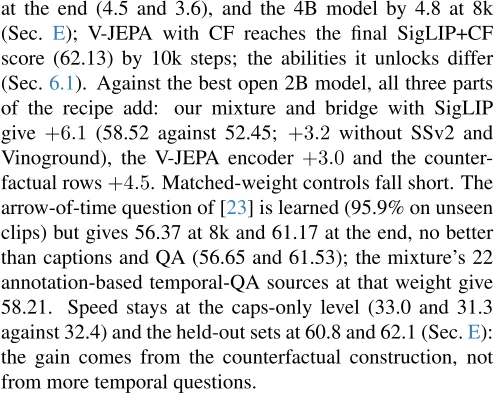 at the end (4.5 and 3.6), and the 4B model by 4.8 at 8k
(Sec. E); V-JEPA with CF reaches the final SigLIP+CF
score (62.13) by 10k steps; the abilities it unlocks differ
(Sec. 6.1). Against the best open 2B model, all three parts
of the recipe add: our mixture and bridge with SigLIP
give +6.1 (58.52 against 52.45; +3.2 without SSv2 and
Vinoground), the V-JEPA encoder +3.0 and the counter-
factual rows +4.5. Matched-weight controls fall short. The
arrow-of-time question of [23] is learned (95.9% on unseen
clips) but gives 56.37 at 8k and 61.17 at the end, no better
than captions and QA (56.65 and 61.53); the mixture's 22
annotation-based temporal-QA sources at that weight give
58.21. Speed stays at the caps-only level (33.0 and 31.3
against 32.4) and the held-out sets at 60.8 and 62.1 (Sec. E):
the gain comes from the counterfactual construction, not
from more temporal questions.